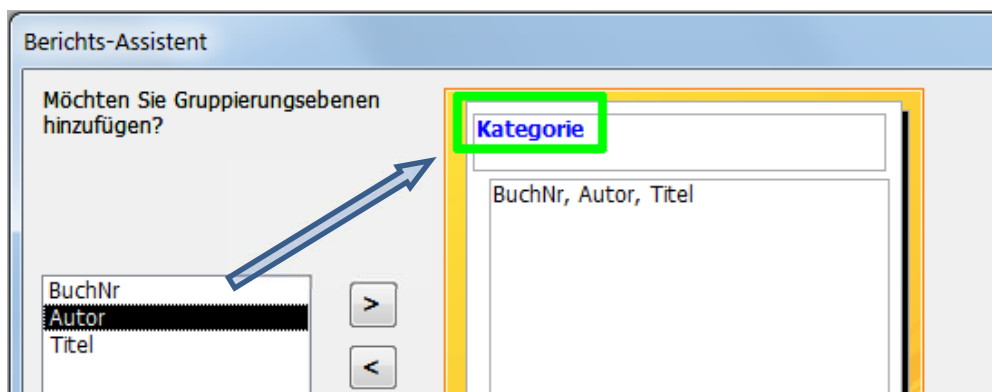 Berichts-Assistent
Möchten Sie Gruppierungsebenen
hinzufügen?
Kategorie
BuchNr, Autor, Titel
BuchNr
Autor
Titel
>
<